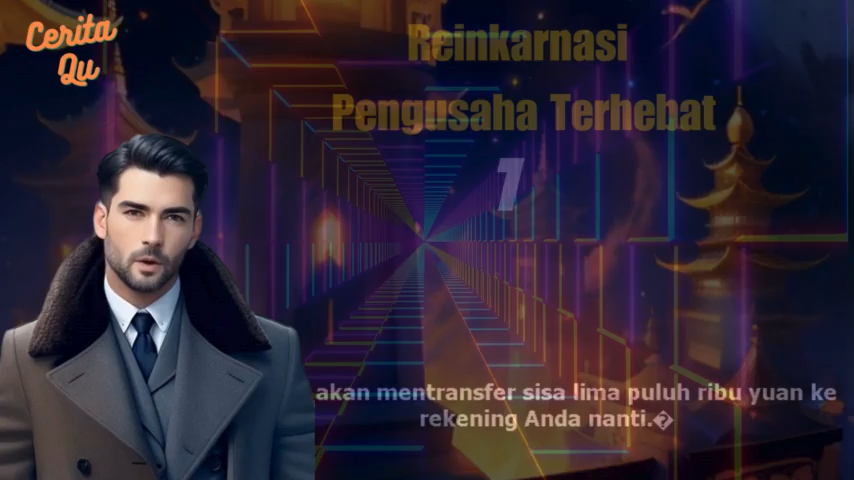 Cerita
Qu
Reinkarnasi
Pengusaha Terhebat
1
akan mentransfer sisa lima puluh ribu yuan ke
rekening Anda nanti.�